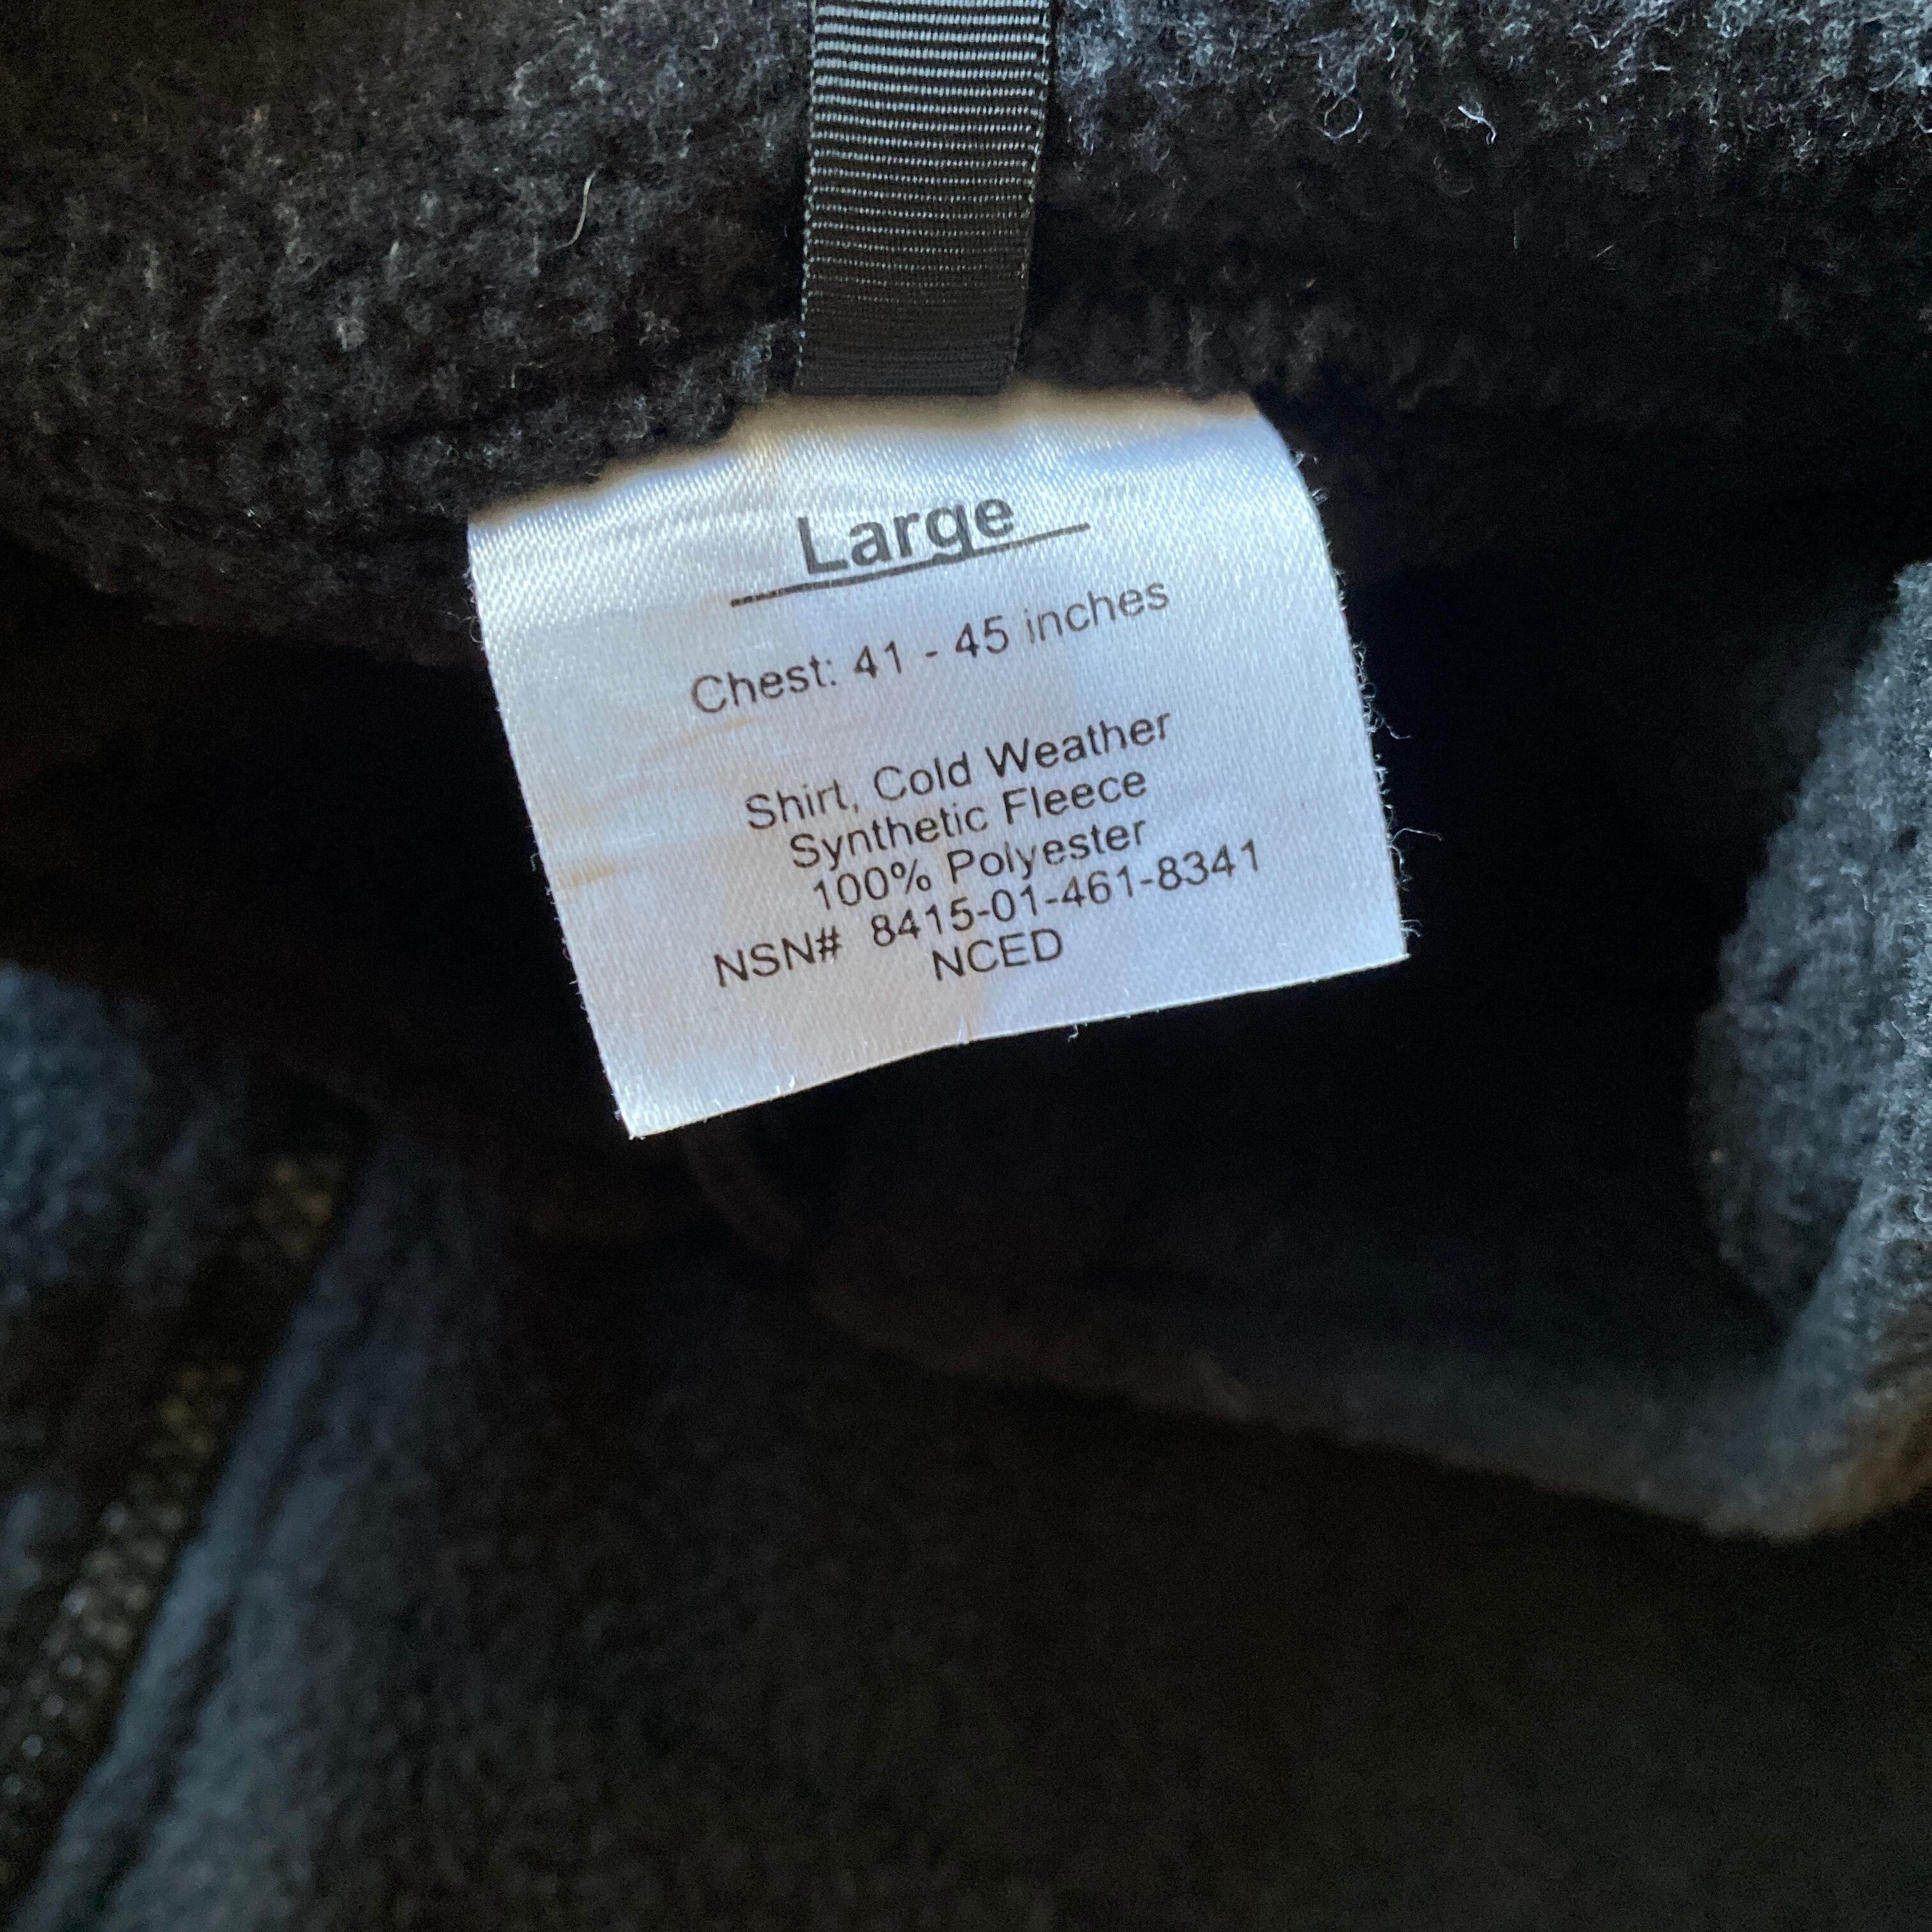 Large
Chest: 41 - 45 inches
Shirt, Cold Weather
Synthetic Fleece
100% Polyester
NSN# 8415-01-461-8341
NCED